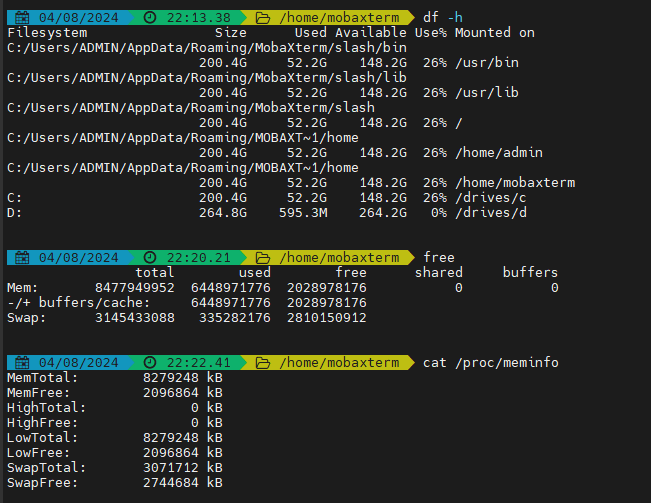 04/08/2024 22:13.38 /home/mobaxterm df -h
Filesystem Size Used Available Use% Mounted on
C:/Users/ADMIN/AppData/Roaming/MobaXterm/slash/bin
200.4G 52.2G 148.2G 26% /usr/bin
C:/Users/ADMIN/AppData/Roaming/MobaXterm/slash/lib
200.4G 52.2G 148.2G 26% /usr/lib
C:/Users/ADMIN/AppData/Roaming/MobaXterm/slash
200.4G 52.2G 148.2G 26% /
C:/Users/ADMIN/AppData/Roaming/MOBAXT~1/home
200.4G 52.2G 148.2G 26% /home/admin
C:/Users/ADMIN/AppData/Roaming/MOBAXT~1/home
200.4G 52.2G 148.2G 26% /home/mobaxterm
C: 200.4G 52.2G 148.2G 26% /drives/c
D: 264.8G 595.3M 264.2G 0% /drives/d
04/08/2024 22:20.21 /home/mobaxterm free
total used free shared buffers
Mem: 8477949952 6448971776 2028978176 0 0
-/+ buffers/cache: 6448971776 2028978176
Swap: 3145433088 335282176 2810150912
04/08/2024 22:22.41 /home/mobaxterm cat /proc/meminfo
MemTotal: 8279248 kB
MemFree: 2096864 kB
HighTotal: 0 kB
HighFree: 0 kB
LowTotal: 8279248 kB
LowFree: 2096864 kB
SwapTotal: 3071712 kB
SwapFree: 2744684 kB